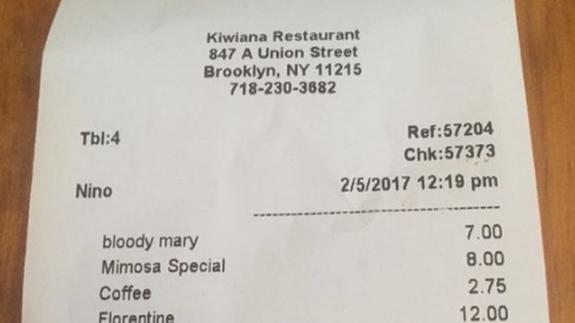 Kiwiana Restaurant
847 A Union Street
Brooklyn, NY 11215
718-230-3682
Tbl:4 Ref:57204
Chk:57373
Nino 2/5/2017 12:19 pm
bloody mary 7.00
Mimosa Special 8.00
Coffee 2.75
Florentine 12.00